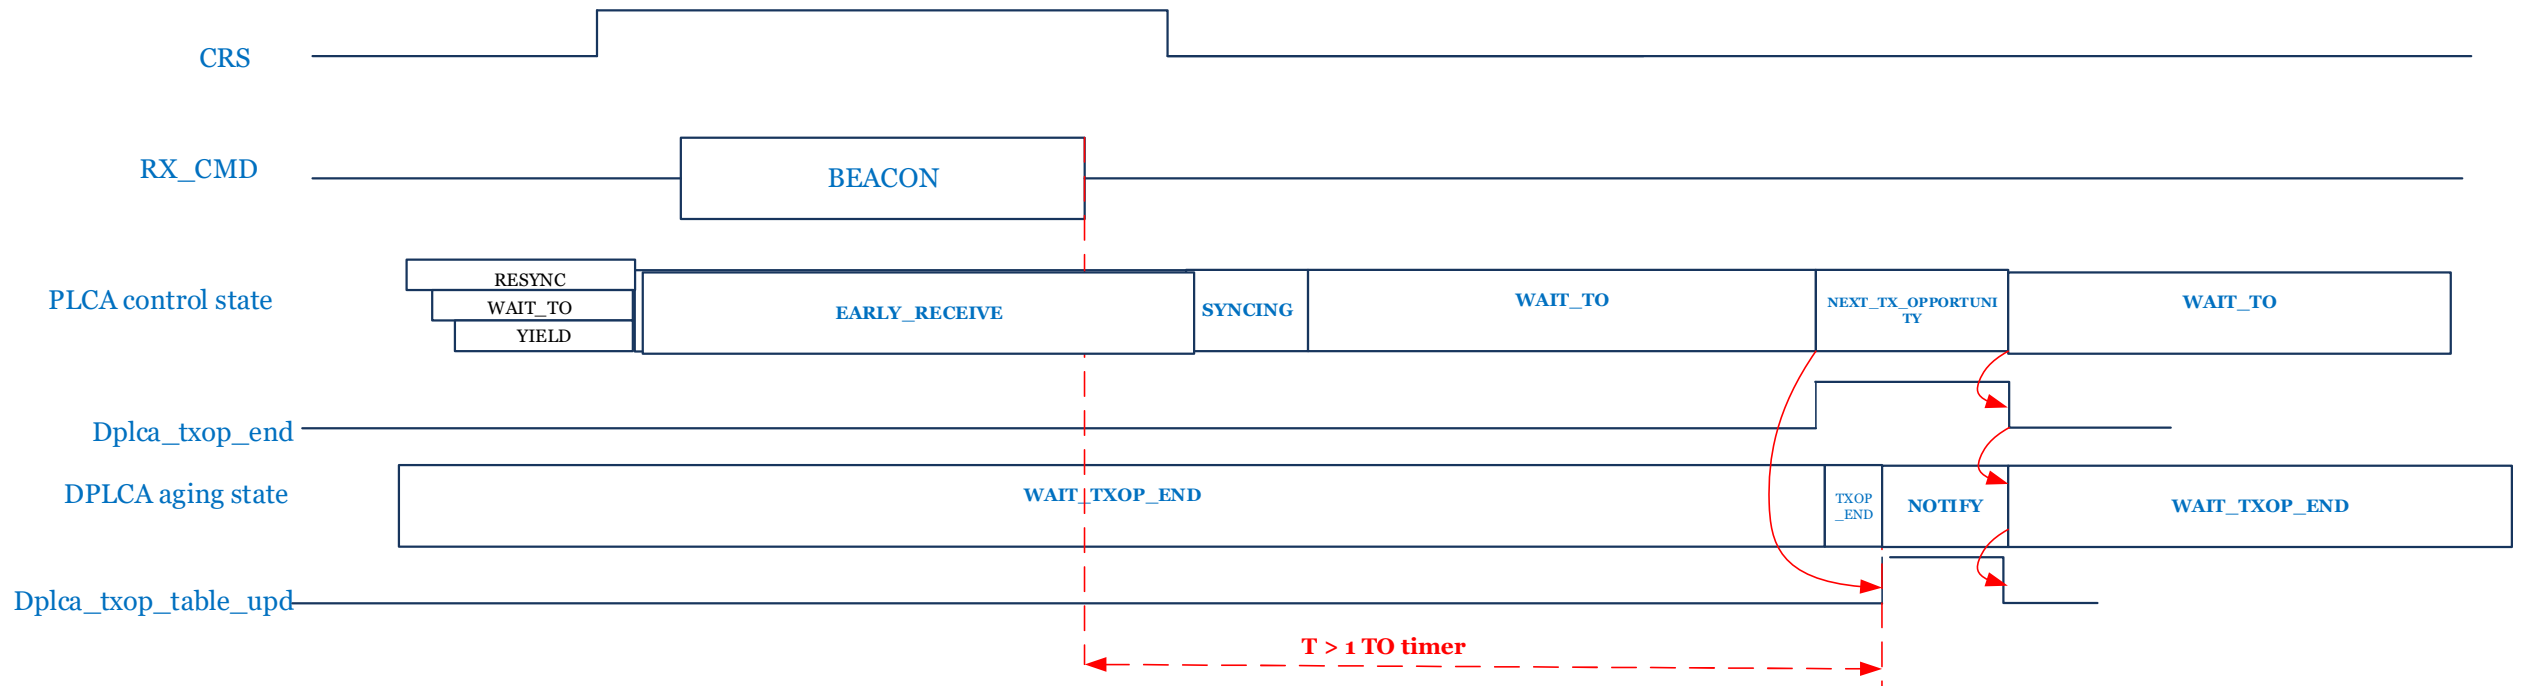 CRS
RX_CMD
BEACON
PLCA control state
RESYNC
WAIT_TO
YIELD
EARLY_RECEIVE
SYNCING
WAIT_TO
NEXT_TX_OPPORTUNI
TY
WAIT_TO
Dplca_txop_end
DPLCA aging state
WAIT_TXOP_END
TXOP
_END
NOTIFY
WAIT_TXOP_END
Dplca_txop_table_upd
T > 1 TO timer